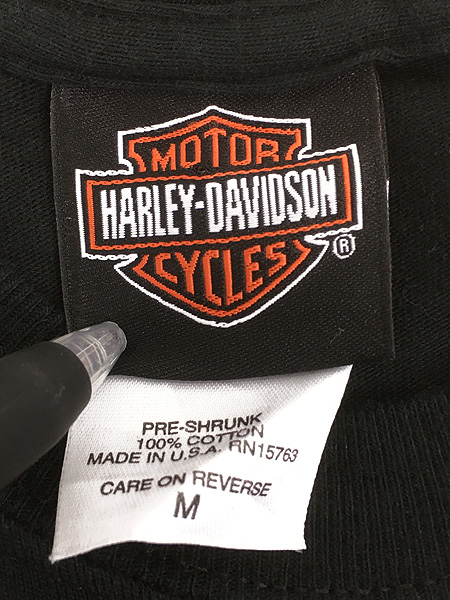 MOTOR
HARLEY-DAVIDSON
CYCLES
®
PRE-SHRUNK
100% COTTON
MADE IN U.S.A. RN15763
CARE ON REVERSE
M